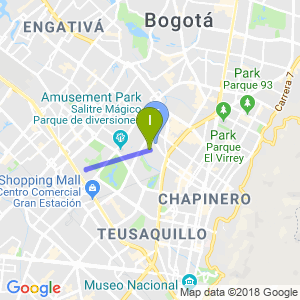 ENGATIVÁ
Bogotá
Park
Parque 93
Carrera 7
Amusement Park
Salitre Mágico
Parque de diversiones
I
Park
Parque
El Virrey
Shopping Mall
Centro Comercial
Gran Estación
CHAPINERO
TEUSAQUILLO
Museo Nacional
Google
Map data ©2018 Google